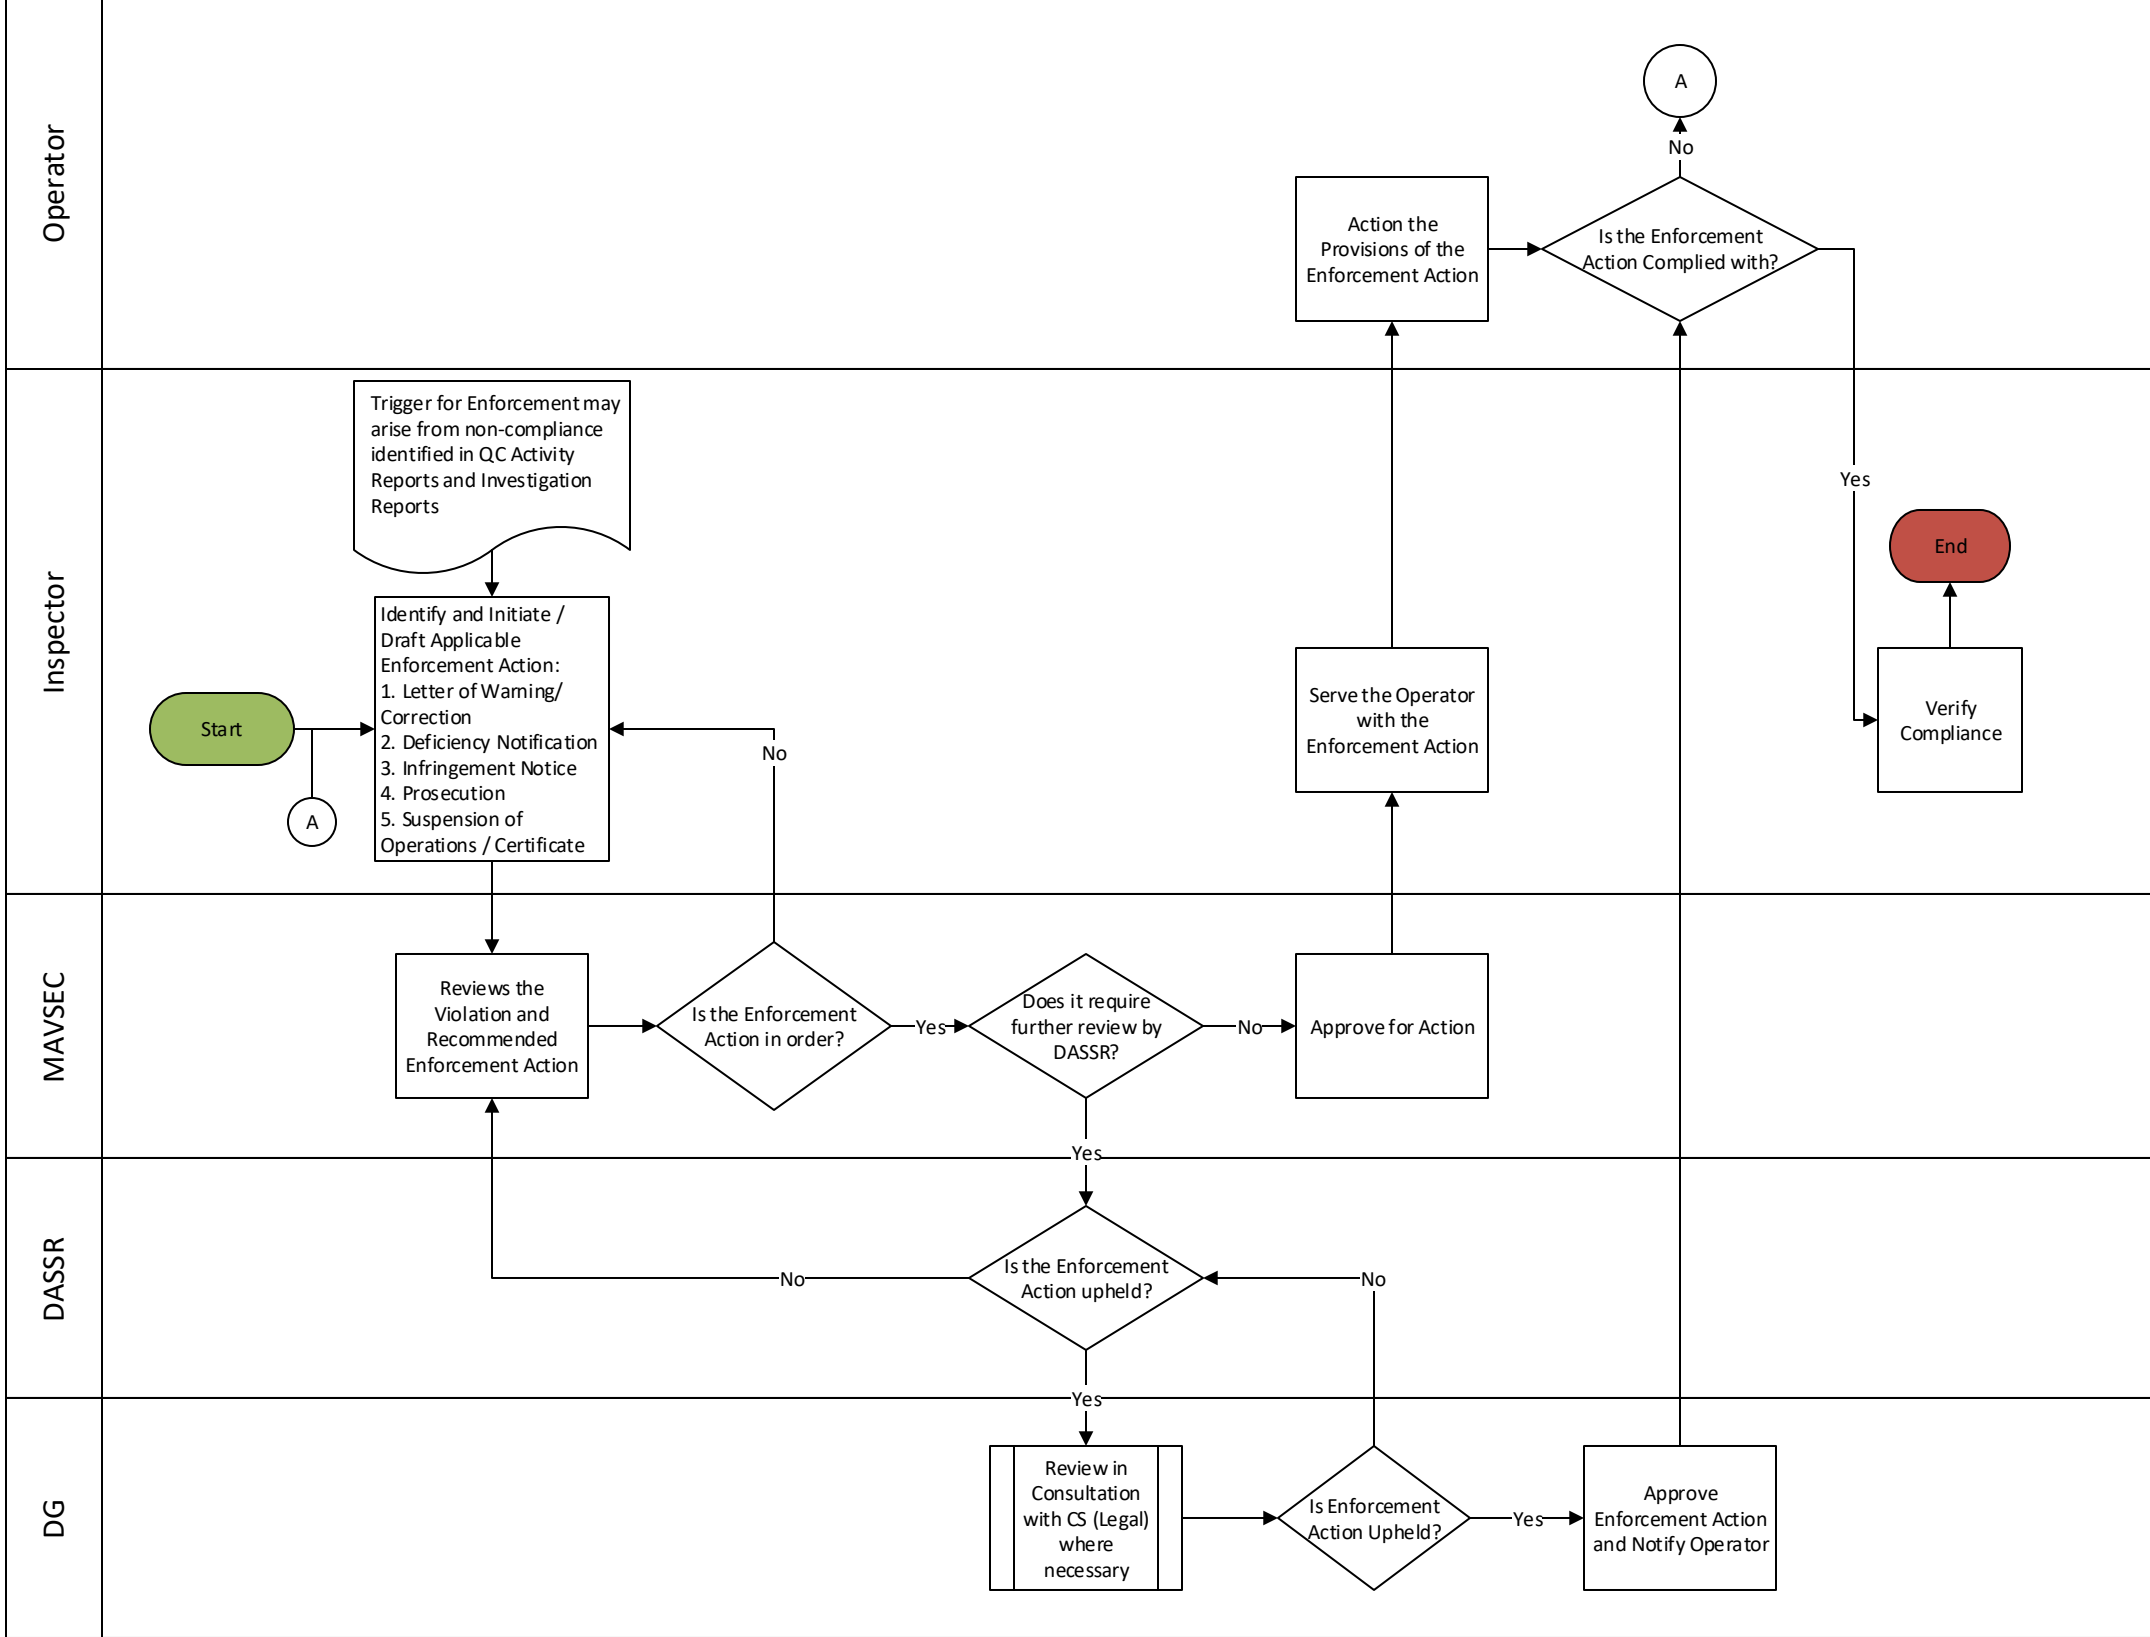 Operator
A
No
Action the
Provisions of the
Enforcement Action
Is the Enforcement
Action Complied with?
Yes
Inspector
Trigger for Enforcement may
arise from non-compliance
identified in QC Activity
Reports and Investigation
Reports
Start
A
Identify and Initiate /
Draft Applicable
Enforcement Action:
1. Letter of Warning/
Correction
2. Deficiency Notification
3. Infringement Notice
4. Prosecution
5. Suspension of
Operations / Certificate
No
Serve the Operator
with the
Enforcement Action
End
Verify
Compliance
MAVSEC
Reviews the
Violation and
Recommended
Enforcement Action
Is the Enforcement
Action in order?
Yes
Does it require
further review by
DASSR?
No
Approve for Action
Yes
DASSR
No
Is the Enforcement
Action upheld?
No
Yes
DG
Review in
Consultation
with CS (Legal)
where
necessary
Is Enforcement
Action Upheld?
Yes
Approve
Enforcement Action
and Notify Operator